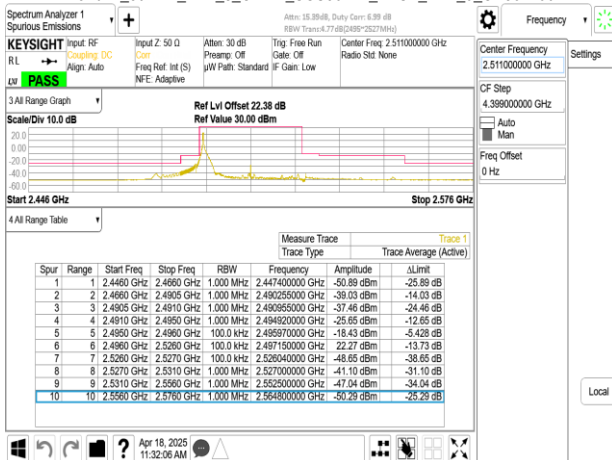 Spectrum Analyzer 1
Spurious Emissions
Attn: 15.39dB, Duty Corr: 6.99 dB
RBW Trans:4.77dB(2495~2527MHz)
Frequency
KEYSIGHT
RL
LXI
PASS
Input: RF
Coupling: DC
Align: Auto
Input Z: 50 Ω
Corr
Freq Ref: Int (S)
NFE: Adaptive
Atten: 30 dB
Preamp: Off
µW Path: Standard
Trig: Free Run
Gate: Off
IF Gain: Low
Center Freq: 2.511000000 GHz
Radio Std: None
Center Frequency
2.511000000 GHz
Settings
CF Step
4.399000000 GHz
Auto
Man
Freq Offset
0 Hz
Local
3 All Range Graph
Scale/Div 10.0 dB
Ref Lvl Offset 22.38 dB
Ref Value 30.00 dBm
20.0
0.00
-20.0
-40.0
-60.0
Start 2.446 GHz
Stop 2.576 GHz
4 All Range Table
Measure Trace Trace 1
Trace Type Trace Average (Active)
Spur Range Start Freq Stop Freq RBW Frequency Amplitude ΔLimit
1 1 2.4460 GHz 2.4660 GHz 1.000 MHz 2.447400000 GHz -50.89 dBm -25.89 dB
2 2 2.4660 GHz 2.4905 GHz 1.000 MHz 2.490255000 GHz -39.03 dBm -14.03 dB
3 3 2.4905 GHz 2.4910 GHz 1.000 MHz 2.490955000 GHz -37.46 dBm -24.46 dB
4 4 2.4910 GHz 2.4950 GHz 1.000 MHz 2.494920000 GHz -25.65 dBm -12.65 dB
5 5 2.4950 GHz 2.4960 GHz 100.0 kHz 2.495970000 GHz -18.43 dBm -5.428 dB
6 6 2.4960 GHz 2.5260 GHz 100.0 kHz 2.497150000 GHz 22.27 dBm -13.73 dB
7 7 2.5260 GHz 2.5270 GHz 100.0 kHz 2.526040000 GHz -48.65 dBm -38.65 dB
8 8 2.5270 GHz 2.5310 GHz 1.000 MHz 2.527000000 GHz -41.10 dBm -31.10 dB
9 9 2.5310 GHz 2.5560 GHz 1.000 MHz 2.552500000 GHz -47.04 dBm -34.04 dB
10 10 2.5560 GHz 2.5760 GHz 1.000 MHz 2.564800000 GHz -50.29 dBm -25.29 dB
?
Apr 18, 2025
11:32:06 AM